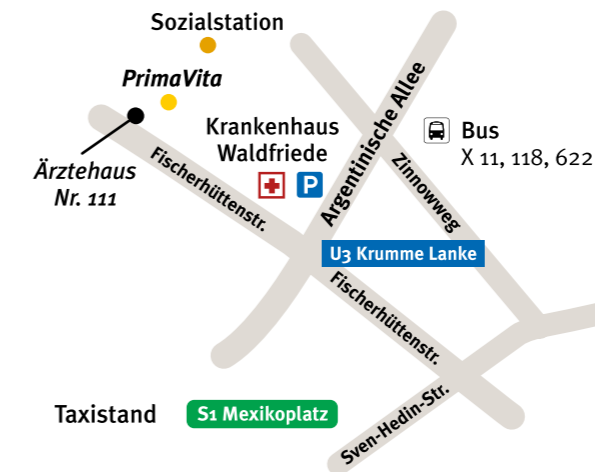 Sozialstation
PrimaVita
Ärztehaus
Nr. 111
Krankenhaus
Waldfriede
P
Fischerhüttenstr.
Argentinische Allee
Bus
X 11, 118, 622
Zinnowweg
U3 Krumme Lanke
Fischerhüttenstr.
Sven-Hedin-Str.
Taxistand
S1 Mexikoplatz